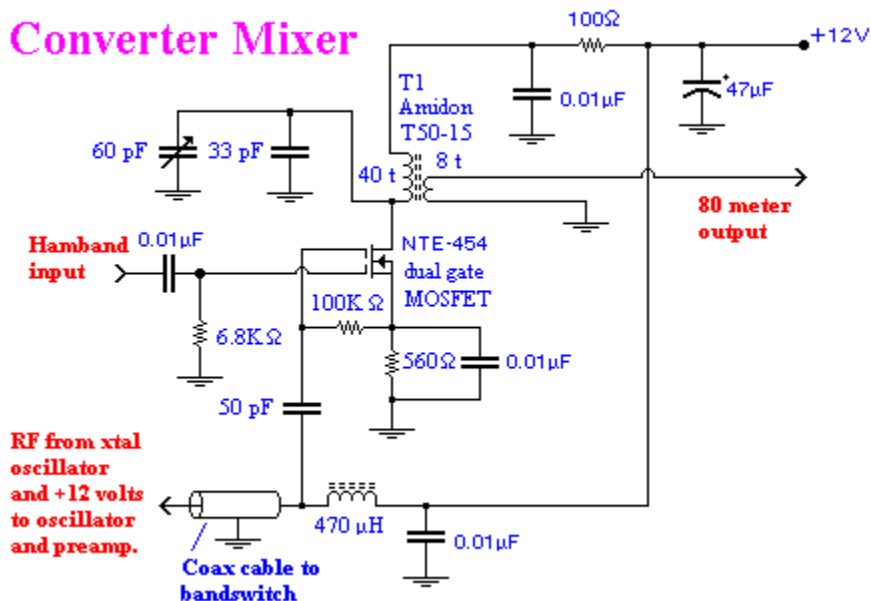 Converter Mixer
100Ω
+12V
T1
Amidon
T50-15
0.01µF
47µF
60 pF
33 pF
40 t
8 t
80 meter
output
Hamband
input
0.01µF
NTE-454
dual gate
MOSFET
100K Ω
6.8K Ω
560Ω
0.01µF
50 pF
RF from xtal
oscillator
and +12 volts
to oscillator
and preamp.
470 µH
0.01µF
Coax cable to
bandswitch